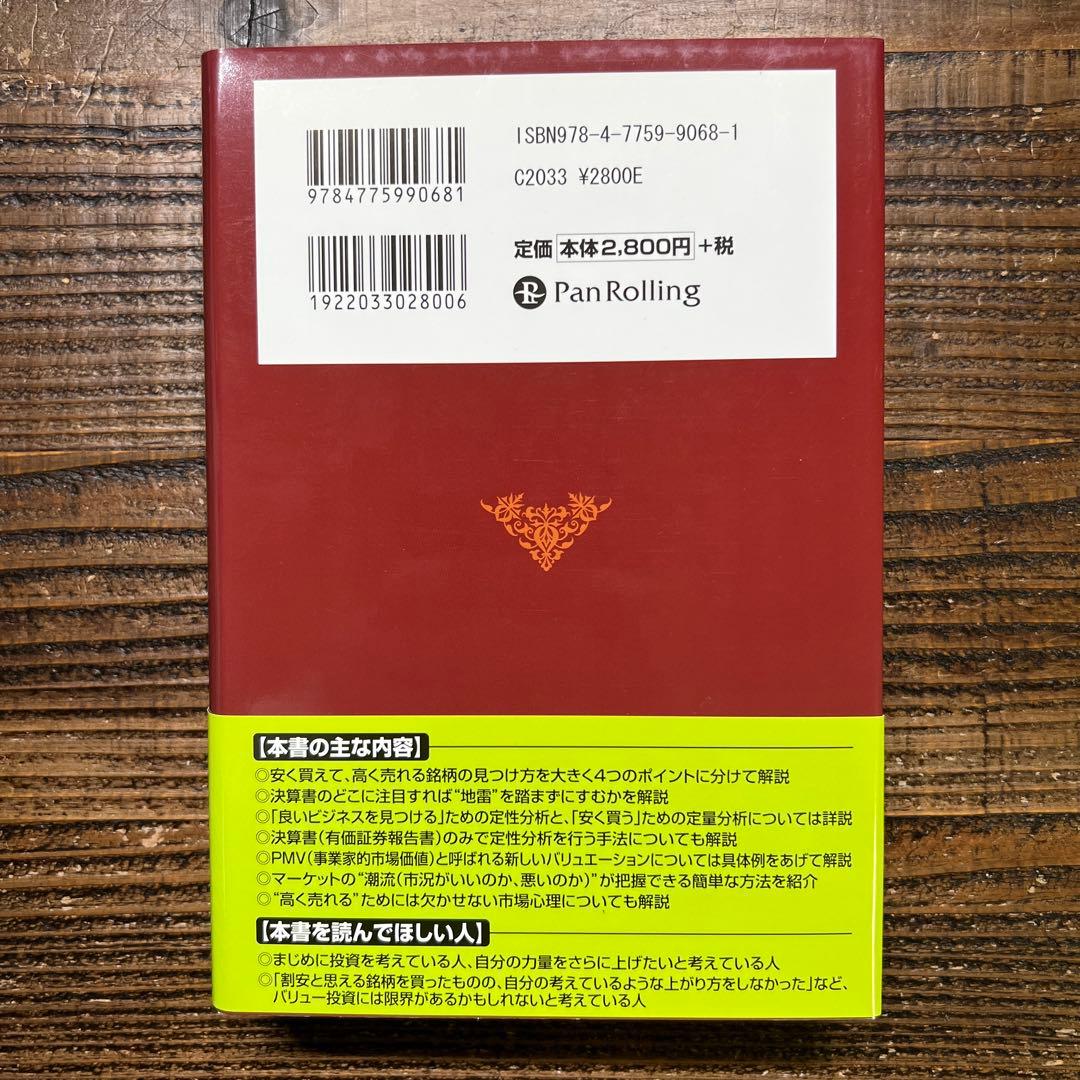 ISBN978-4-7759-9068-1
9784775990681
C2033 ¥2800E
定価 本体2,800円 +税
1922033028006
PanRolling
【本書の主な内容】
◎安く買えて、高く売れる銘柄の見つけ方を大きく4つのポイントに分けて解説
◎決算書のどこに注目すれば“地雷”を踏まずにすむかを解説
◎「良いビジネスを見つける」ための定性分析と、「安く買う」ための定量分析については詳説
◎決算書(有価証券報告書)のみで定性分析を行う手法についても解説
◎PMV(事業家的市場価値)と呼ばれる新しいバリュエーションについては具体例をあげて解説
◎マーケットの“潮流(市況がいいのか、悪いのか)”が把握できる簡単な方法を紹介
◎“高く売れる”ためには欠かせない市場心理についても解説
【本書を読んでほしい人】
◎まじめに投資を考えている人、自分の力量をさらに上げたいと考えている人
◎「割安と思える銘柄を買ったものの、自分の考えているような上がり方をしなかった」など、
バリュー投資には限界があるかもしれないと考えている人